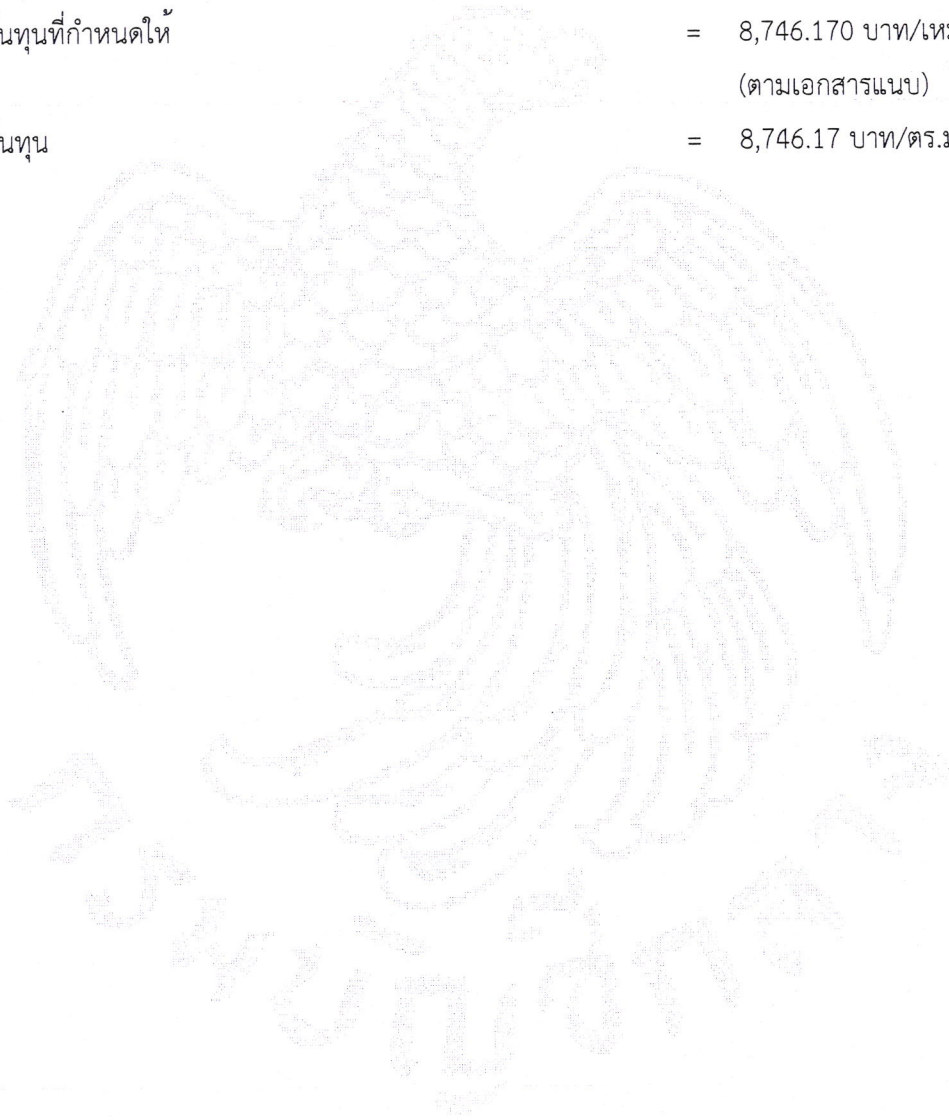 นทุนที่กำหนดให้ = 8,746.170 บาท/เหม
(ตามเอกสารแนบ)
นทุน = 8,746.17 บาท/ตร.ม